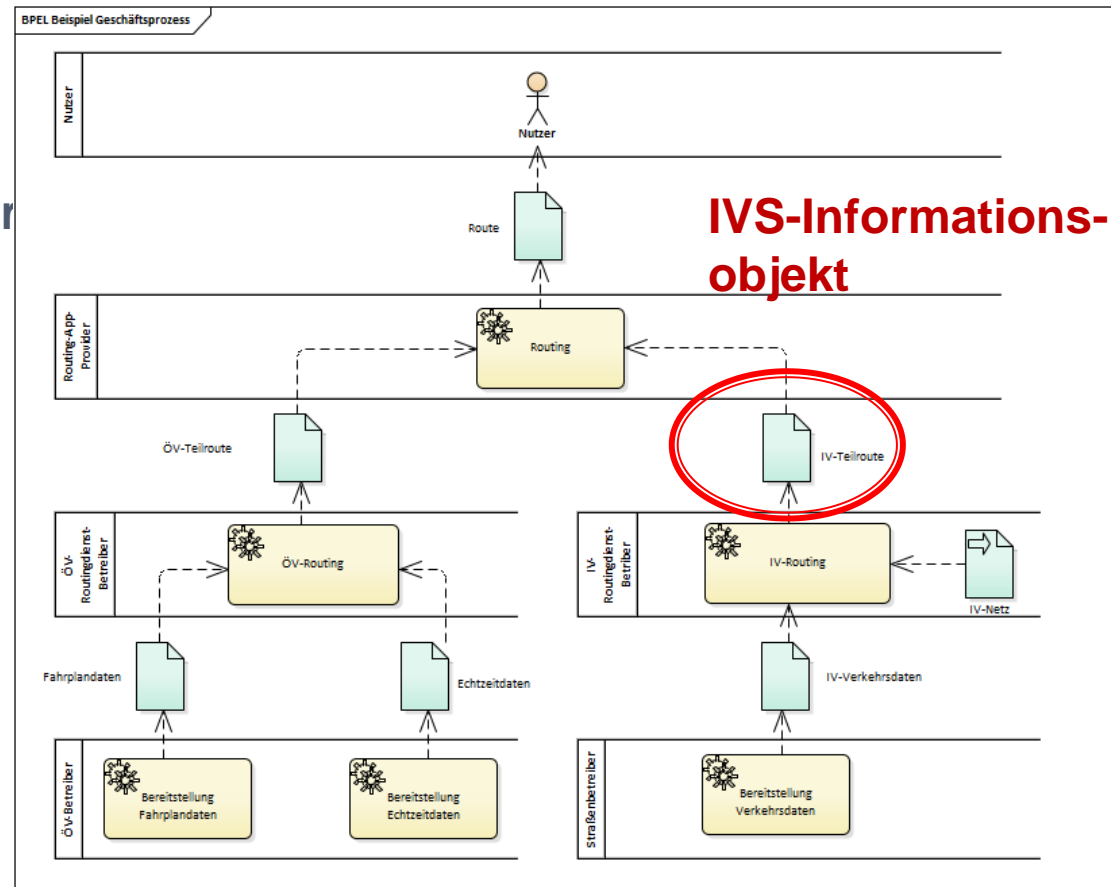 BPEL Beispiel Geschäftsprozess
Nutzer
Nutzer
Route
IVS-Informations-
objekt
Routing-App-
Provider
Routing
ÖV-Teilroute
IV-Teilroute
ÖV-
Routingdienst-
Betreiber
ÖV-Routing
IV-
Routingdienst-
Betriber
IV-Routing
IV-Netz
Fahrplandaten
Echtzeitdaten
IV-Verkehrsdaten
ÖV-Betreiber
Bereitstellung
Fahrplandaten
Bereitstellung
Echtzeitdaten
Straßenbetreiber
Bereitstellung
Verkehrsdaten